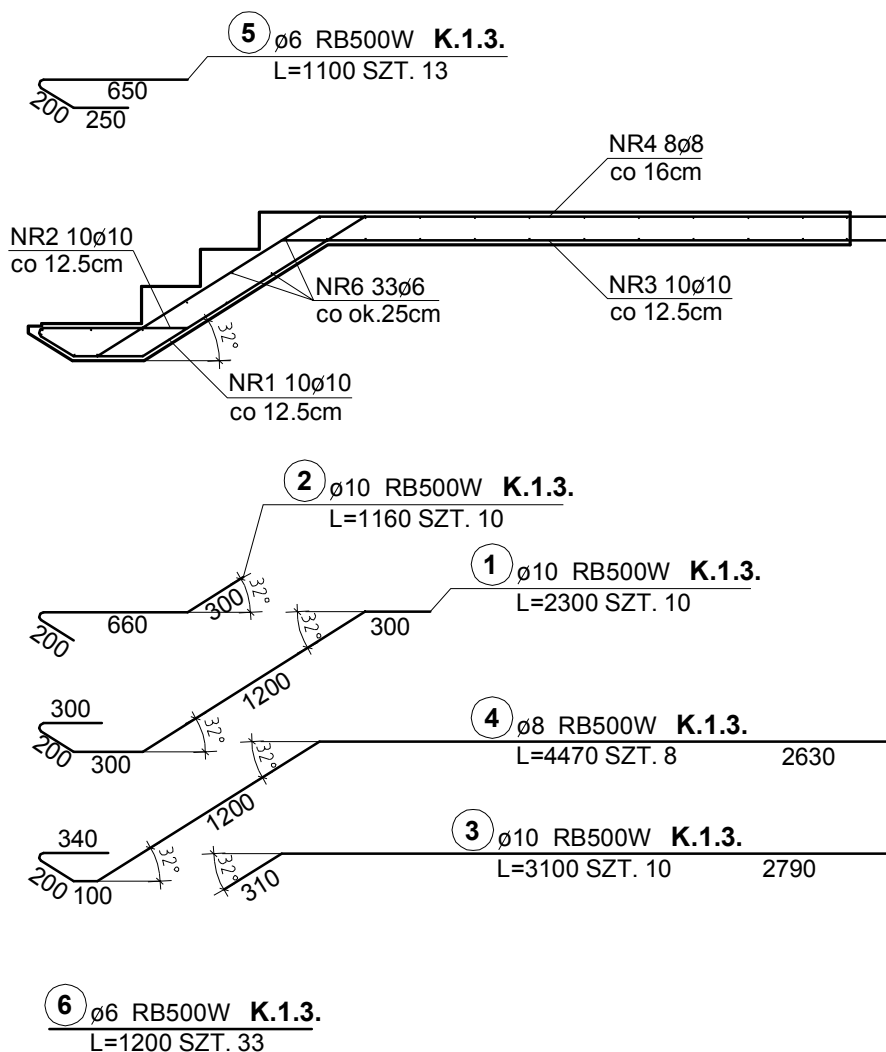 5 ø6 RB500W K.1.3.
L=1100 SZT. 13
650
200
250
NR4 8ø8
co 16cm
NR2 10ø10
co 12.5cm
NR6 33ø6
co ok.25cm
NR3 10ø10
co 12.5cm
32°
NR1 10ø10
co 12.5cm
2 ø10 RB500W K.1.3.
L=1160 SZT. 10
1 ø10 RB500W K.1.3.
L=2300 SZT. 10
32°
300
660
200
32°
300
1200
300
200
300
32°
4 ø8 RB500W K.1.3.
L=4470 SZT. 8 2630
32°
1200
340
200
100
32°
3 ø10 RB500W K.1.3.
L=3100 SZT. 10 2790
32°
310
6 ø6 RB500W K.1.3.
L=1200 SZT. 33